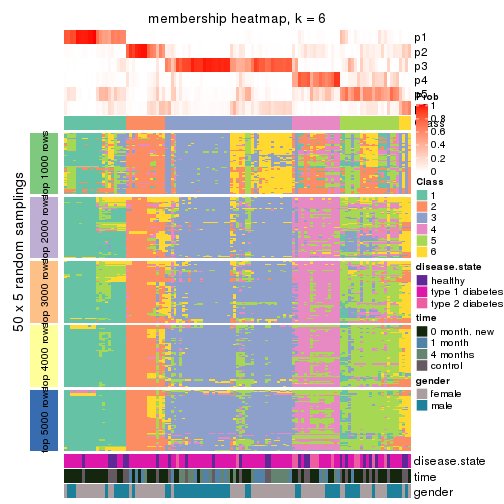 membership heatmap, k = 6
p1
p2
p3
p4
p5
Prob
1
0.8
0.6
0.4
0.2
0
Class
1
2
3
4
5
6
disease.state
healthy
type 1 diabetes
type 2 diabetes
time
0 month. new
1 month
4 months
control
gender
female
male
50 x 5 random samplings
top 1000 rows
top 2000 rows
top 3000 rows
top 4000 rows
top 5000 rows
disease.state
time
gender